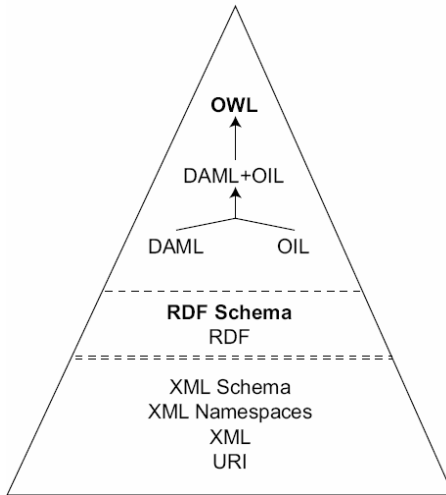 OWL
DAML+OIL
DAML OIL
RDF Schema
RDF
XML Schema
XML Namespaces
XML
URI